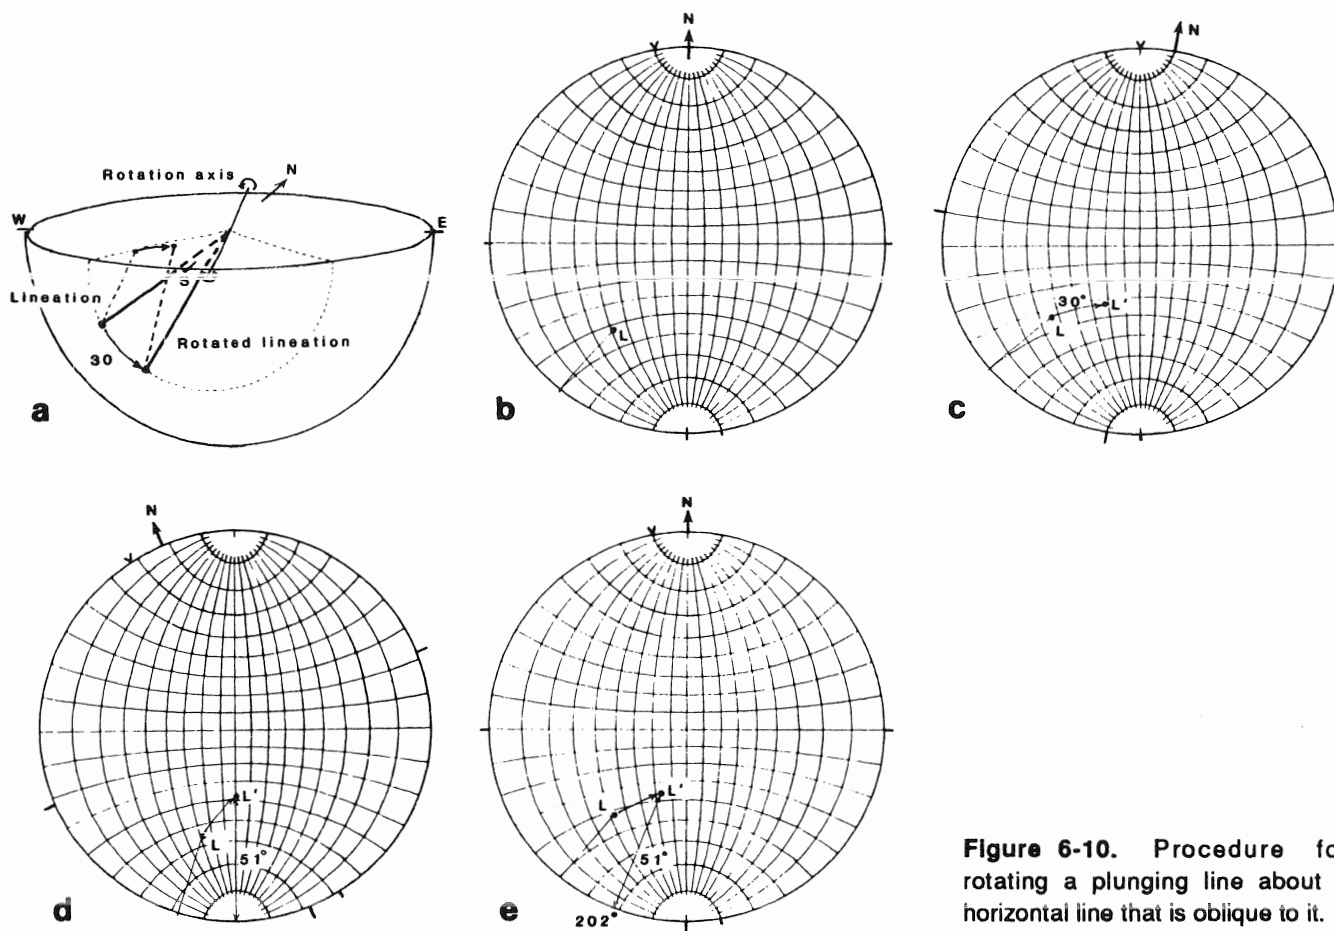 N
Rotation axis
N
W
E
Lineation
Rotated lineation
30
a
Y
L
b
N
Y
30°
L'
L
c
N
Y
L'
L
51°
d
N
Y
L
L'
51°
202°
e
Figure 6-10. Procedure fo
rotating a plunging line about
horizontal line that is oblique to it.